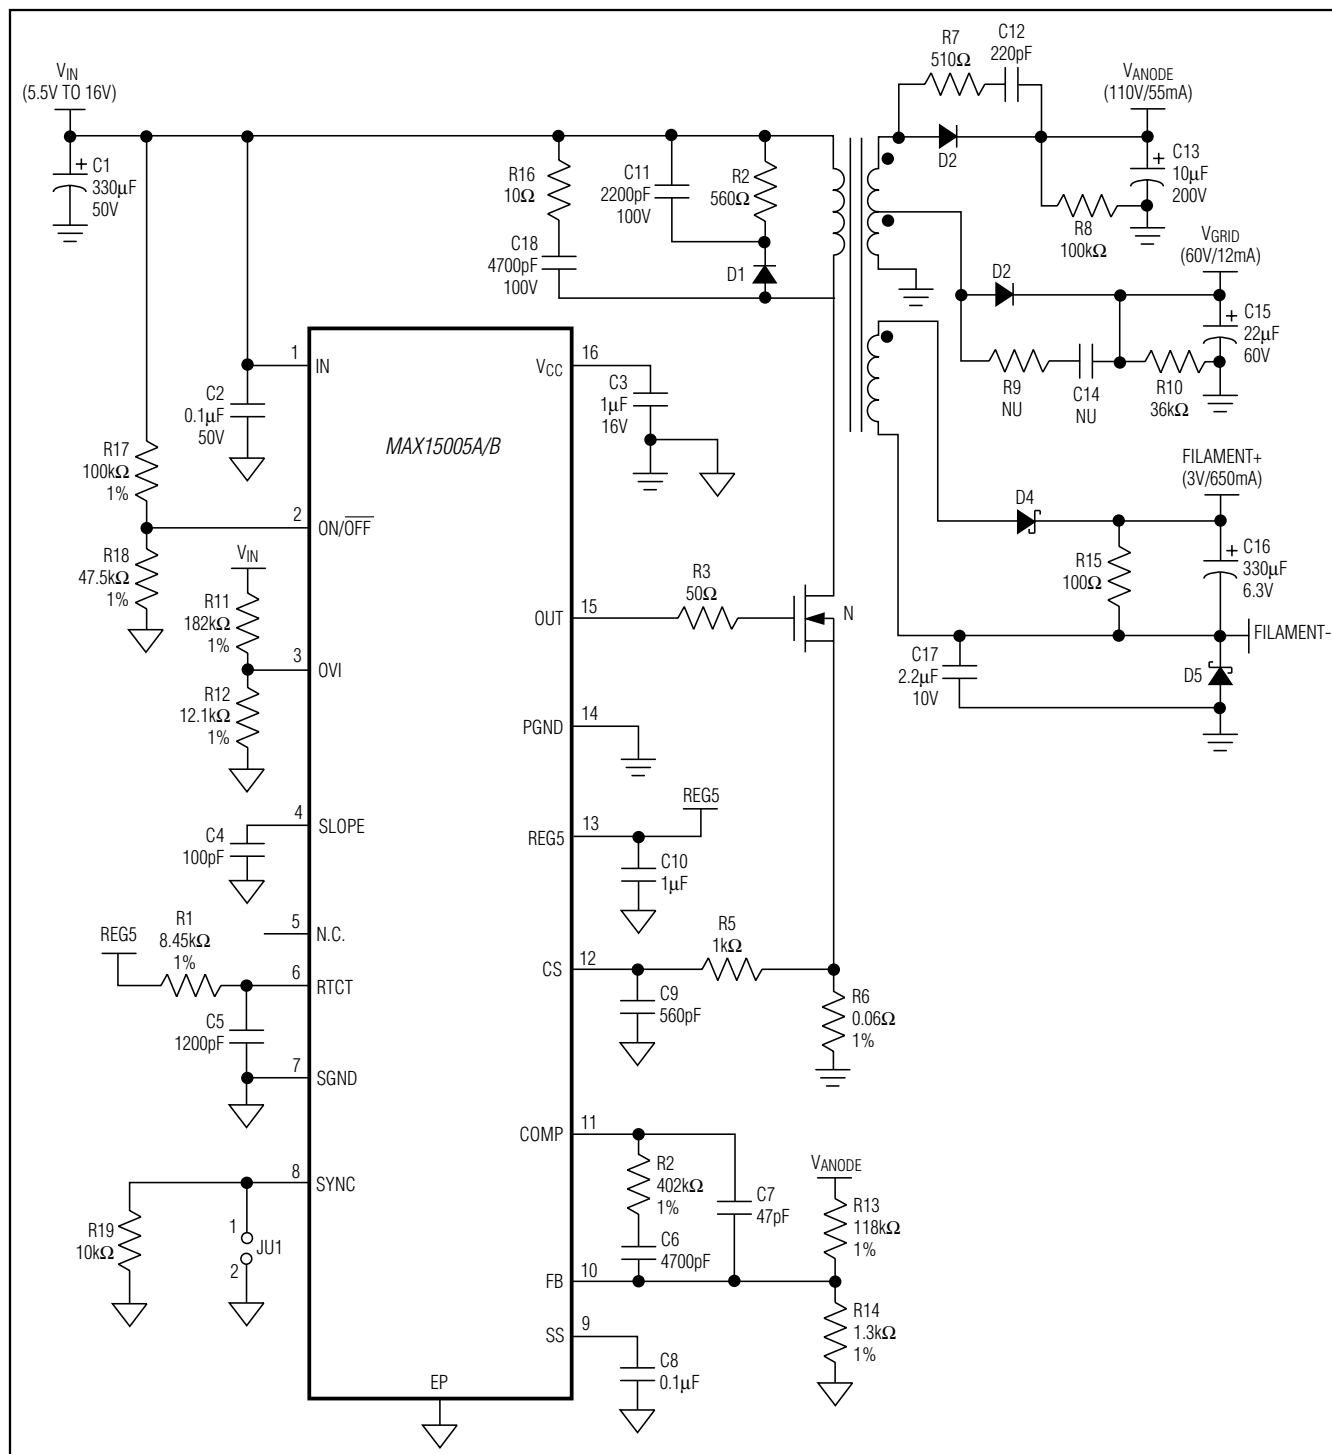 VIN
(5.5V TO 16V)
C1
330μF
50V
R16
10Ω
C18
4700pF
100V
C11
2200pF
100V
R2
560Ω
D1
R7
510Ω
C12
220pF
D2
VANODE
(110V/55mA)
C13
10μF
200V
R8
100kΩ
VGRID
(60V/12mA)
D2
C15
22μF
60V
R9
NU
C14
NU
R10
36kΩ
FILAMENT+
(3V/650mA)
D4
R15
100Ω
C16
330μF
6.3V
FILAMENT-
C17
2.2μF
10V
D5
MAX15005A/B
1
IN
C2
0.1μF
50V
R17
100kΩ
1%
2
ON/OFF
R18
47.5kΩ
1%
VIN
R11
182kΩ
1%
3
OVI
R12
12.1kΩ
1%
4
SLOPE
C4
100pF
5
N.C.
REG5
R1
8.45kΩ
1%
6
RTCT
C5
1200pF
7
SGND
8
SYNC
R19
10kΩ
1
JU1
2
EP
16
VCC
C3
1μF
16V
15
OUT
R3
50Ω
N
14
PGND
13
REG5
REG5
C10
1μF
12
CS
R5
1kΩ
C9
560pF
R6
0.06Ω
1%
11
COMP
R2
402kΩ
1%
C7
47pF
C6
4700pF
VANODE
R13
118kΩ
1%
10
FB
R14
1.3kΩ
1%
9
SS
C8
0.1μF